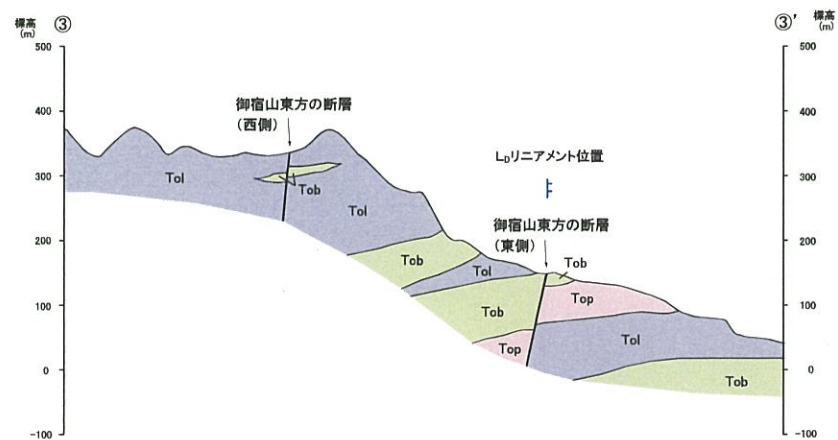 標高
(m)
③
③'
標高
(m)
500
400
300
200
100
0
-100
500
400
300
200
100
0
-100
御宿山東方の断層
(西側)
LDリニアメント位置
御宿山東方の断層
(東側)
Tol
Tob
Tol
Tob
Tol
Tob
Tob
Top
Top
Tol
Tob